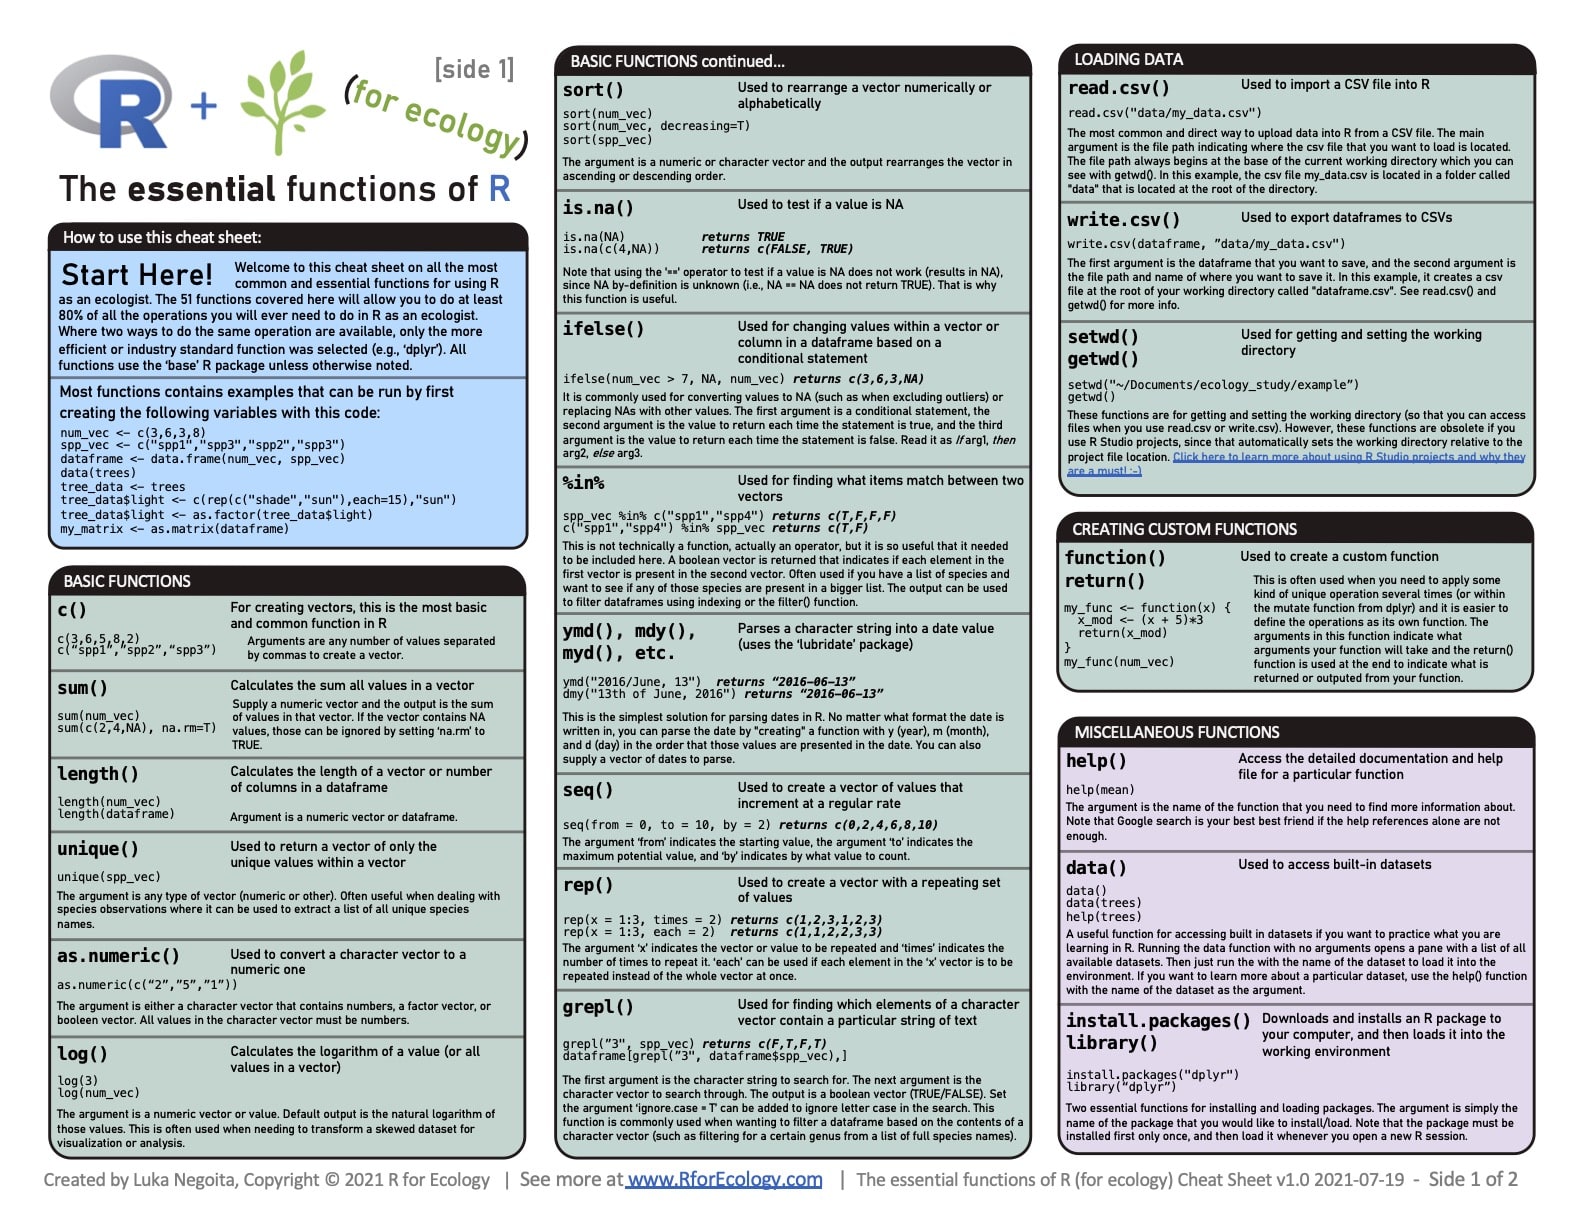 R + (for ecology)
[side 1]
The essential functions of R
How to use this cheat sheet:
Start Here! Welcome to this cheat sheet on all the most
common and essential functions for using R
as an ecologist. The 51 functions covered here will allow you to do at least
80% of all the operations you will ever need to do in R as an ecologist.
Where two ways to do the same operation are available, only the more
efficient or industry standard function was selected (e.g., ‘dplyr’). All
functions use the ‘base’ R package unless otherwise noted.
Most functions contains examples that can be run by first
creating the following variables with this code:
num_vec <- c(3,6,3,8)
spp_vec <- c("spp1","spp3","spp2","spp3")
dataframe <- data.frame(num_vec, spp_vec)
data(trees)
tree_data <- trees
tree_data$light <- c(rep(c("shade","sun"),each=15),"sun")
tree_data$light <- as.factor(tree_data$light)
my_matrix <- as.matrix(dataframe)
BASIC FUNCTIONS
c() For creating vectors, this is the most basic
and common function in R
c(3,6,5,8,2)
c(“spp1”,”spp2”,“spp3”)
Arguments are any number of values separated
by commas to create a vector.
sum() Calculates the sum all values in a vector
sum(num_vec)
sum(c(2,4,NA), na.rm=T)
Supply a numeric vector and the output is the sum
of values in that vector. If the vector contains NA
values, those can be ignored by setting ‘na.rm’ to
TRUE.
length() Calculates the length of a vector or number
of columns in a dataframe
length(num_vec)
length(dataframe)
Argument is a numeric vector or dataframe.
unique() Used to return a vector of only the
unique values within a vector
unique(spp_vec)
The argument is any type of vector (numeric or other). Often useful when dealing with
species observations where it can be used to extract a list of all unique species
names.
as.numeric() Used to convert a character vector to a
numeric one
as.numeric(c(“2”,”5”,”1”))
The argument is either a character vector that contains numbers, a factor vector, or
booleen vector. All values in the character vector must be numbers.
log() Calculates the logarithm of a value (or all
values in a vector)
log(3)
log(num_vec)
The argument is a numeric vector or value. Default output is the natural logarithm of
those values. This is often used when needing to transform a skewed dataset for
visualization or analysis.
BASIC FUNCTIONS continued...
sort() Used to rearrange a vector numerically or
alphabetically
sort(num_vec)
sort(num_vec, decreasing=T)
sort(spp_vec)
The argument is a numeric or character vector and the output rearranges the vector in
ascending or descending order.
is.na() Used to test if a value is NA
is.na(NA) returns TRUE
is.na(c(4,NA)) returns c(FALSE, TRUE)
Note that using the '==' operator to test if a value is NA does not work (results in NA),
since NA by-definition is unknown (i.e., NA == NA does not return TRUE). That is why
this function is useful.
ifelse() Used for changing values within a vector or
column in a dataframe based on a
conditional statement
ifelse(num_vec > 7, NA, num_vec) returns c(3,6,3,NA)
It is commonly used for converting values to NA (such as when excluding outliers) or
replacing NAs with other values. The first argument is a conditional statement, the
second argument is the value to return each time the statement is true, and the third
argument is the value to return each time the statement is false. Read it as If arg1, then
arg2, else arg3.
%in% Used for finding what items match between two
vectors
spp_vec %in% c("spp1","spp4") returns c(T,F,F,F)
c("spp1","spp4") %in% spp_vec returns c(T,F)
This is not technically a function, actually an operator, but it is so useful that it needed
to be included here. A boolean vector is returned that indicates if each element in the
first vector is present in the second vector. Often used if you have a list of species and
want to see if any of those species are present in a bigger list. The output can be used
to filter dataframes using indexing or the filter() function.
ymd(), mdy(),
myd(), etc.
Parses a character string into a date value
(uses the ‘lubridate’ package)
ymd("2016/June, 13") returns “2016-06-13”
dmy("13th of June, 2016") returns “2016-06-13”
This is the simplest solution for parsing dates in R. No matter what format the date is
written in, you can parse the date by "creating" a function with y (year), m (month),
and d (day) in the order that those values are presented in the date. You can also
supply a vector of dates to parse.
seq() Used to create a vector of values that
increment at a regular rate
seq(from = 0, to = 10, by = 2) returns c(0,2,4,6,8,10)
The argument ‘from’ indicates the starting value, the argument ‘to’ indicates the
maximum potential value, and ‘by’ indicates by what value to count.
rep() Used to create a vector with a repeating set
of values
rep(x = 1:3, times = 2) returns c(1,2,3,1,2,3)
rep(x = 1:3, each = 2) returns c(1,1,2,2,3,3)
The argument ‘x’ indicates the vector or value to be repeated and ‘times’ indicates the
number of times to repeat it. ‘each’ can be used if each element in the ‘x’ vector is to be
repeated instead of the whole vector at once.
grepl() Used for finding which elements of a character
vector contain a particular string of text
grepl(”3", spp_vec) returns c(F,T,F,T)
dataframe[grepl(”3", dataframe$spp_vec),]
The first argument is the character string to search for. The next argument is the
character vector to search through. The output is a boolean vector (TRUE/FALSE). Set
the argument ‘ignore.case = T’ can be added to ignore letter case in the search. This
function is commonly used when wanting to filter a dataframe based on the contents of a
character vector (such as filtering for a certain genus from a list of full species names).
LOADING DATA
read.csv() Used to import a CSV file into R
read.csv("data/my_data.csv")
The most common and direct way to upload data into R from a CSV file. The main
argument is the file path indicating where the csv file that you want to load is located.
The file path always begins at the base of the current working directory which you can
see with getwd(). In this example, the csv file my_data.csv is located in a folder called
"data" that is located at the root of the directory.
write.csv() Used to export dataframes to CSVs
write.csv(dataframe, ”data/my_data.csv")
The first argument is the dataframe that you want to save, and the second argument is
the file path and name of where you want to save it. In this example, it creates a csv
file at the root of your working directory called "dataframe.csv". See read.csv() and
getwd() for more info.
setwd()
getwd()
Used for getting and setting the working
directory
setwd("~/Documents/ecology_study/example”)
getwd()
These functions are for getting and setting the working directory (so that you can access
files when you use read.csv or write.csv). However, these functions are obsolete if you
use R Studio projects, since that automatically sets the working directory relative to the
project file location. Click here to learn more about using R Studio projects and why they
are a must! :-)
CREATING CUSTOM FUNCTIONS
function()
return()
Used to create a custom function
my_func <- function(x) {
x_mod <- (x + 5)*3
return(x_mod)
}
my_func(num_vec)
This is often used when you need to apply some
kind of unique operation several times (or within
the mutate function from dplyr) and it is easier to
define the operations as its own function. The
arguments in this function indicate what
arguments your function will take and the return()
function is used at the end to indicate what is
returned or outputed from your function.
MISCELLANEOUS FUNCTIONS
help() Access the detailed documentation and help
file for a particular function
help(mean)
The argument is the name of the function that you need to find more information about.
Note that Google search is your best best friend if the help references alone are not
enough.
data() Used to access built-in datasets
data()
data(trees)
help(trees)
A useful function for accessing built in datasets if you want to practice what you are
learning in R. Running the data function with no arguments opens a pane with a list of all
available datasets. Then just run the with the name of the dataset to load it into the
environment. If you want to learn more about a particular dataset, use the help() function
with the name of the dataset as the argument.
install.packages()
library()
Downloads and installs an R package to
your computer, and then loads it into the
working environment
install.packages("dplyr")
library(“dplyr”)
Two essential functions for installing and loading packages. The argument is simply the
name of the package that you would like to install/load. Note that the package must be
installed first only once, and then load it whenever you open a new R session.
Created by Luka Negoita, Copyright © 2021 R for Ecology | See more at www.RforEcology.com | The essential functions of R (for ecology) Cheat Sheet v1.0 2021-07-19 - Side 1 of 2